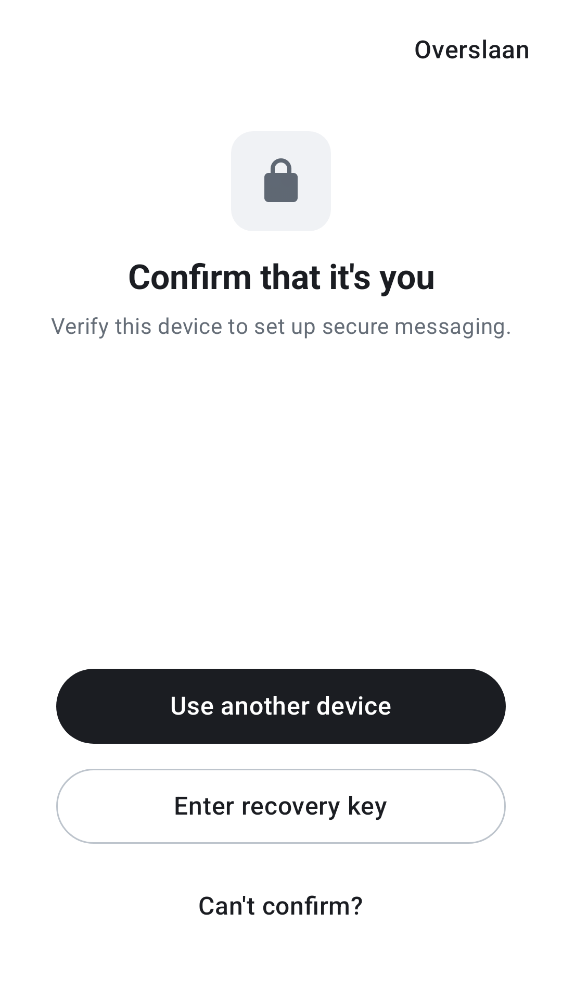 Overslaan
Confirm that it's you
Verify this device to set up secure messaging.
Use another device
Enter recovery key
Can't confirm?